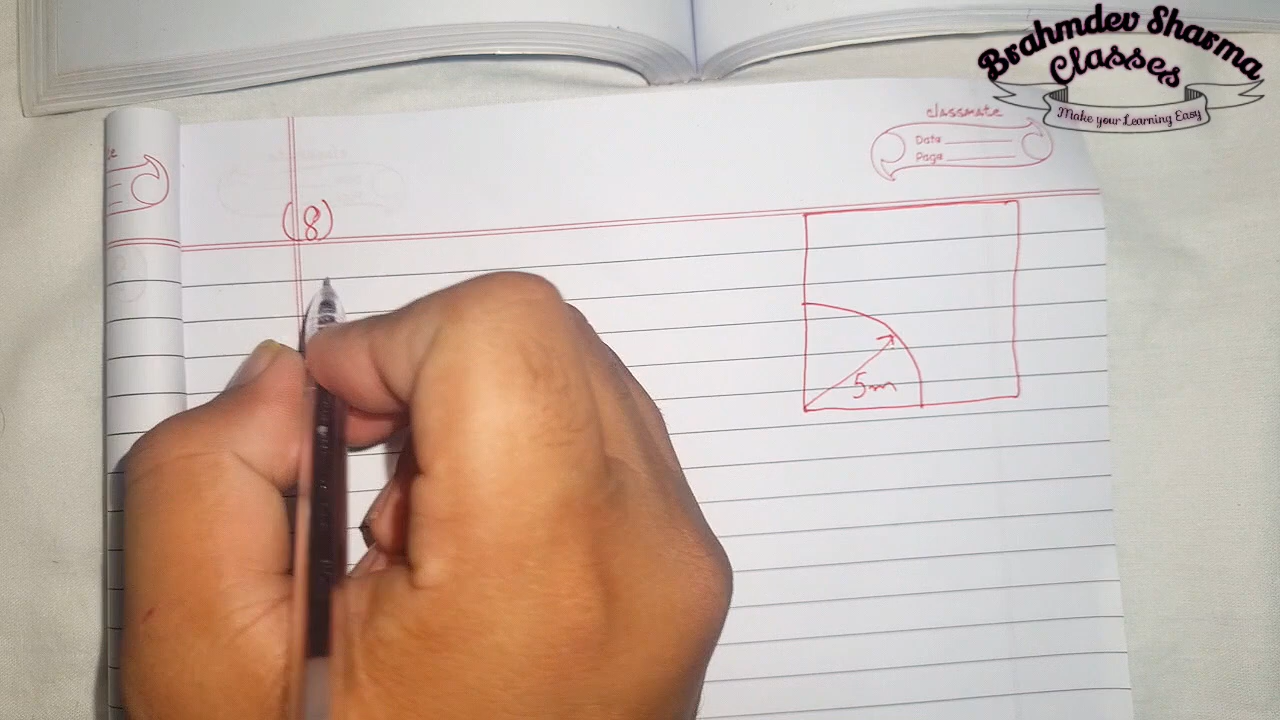 Brahmdev Sharma
Classes
Make your Learning Easy
classmate
Date
Page
(8)
5m